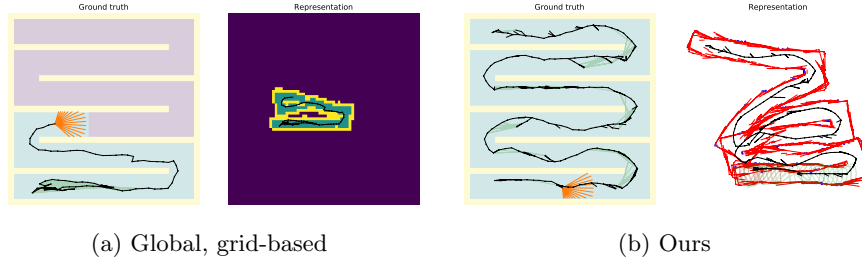 Ground truth
Representation
Ground truth
Representation
(a) Global, grid-based
(b) Ours